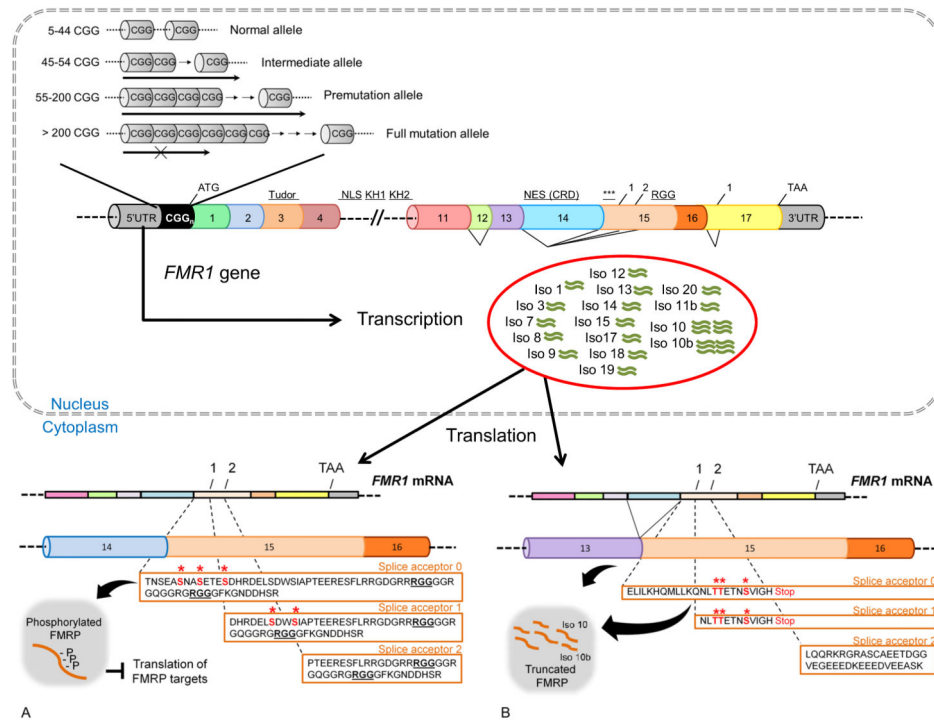 5-44 CGG
CGG
CGG
Normal allele
45-54 CGG
CGG CGG
CGG
Intermediate allele
55-200 CGG
CGG CGG CGG CGG
CGG
Premutation allele
> 200 CGG
CGG CGG CGG CGG CGG CGG
CGG
Full mutation allele
ATG
Tudor
NLS KH1 KH2
NES (CRD)
***
1
2
RGG
1
TAA
5'UTR
CGGn
1
2
3
4
11
12
13
14
15
16
17
3'UTR
FMR1 gene
Transcription
Iso 12
Iso 1
Iso 13
Iso 20
Iso 3
Iso 14
Iso 11b
Iso 7
Iso 15
Iso 10
Iso 8
Iso17
Iso 10b
Iso 9
Iso 18
Iso 19
Nucleus
Cytoplasm
Translation
1
2
TAA
FMR1 mRNA
14
15
16
Splice acceptor 0
TNSEASNASETESDHRDELSDWSIAPTEERESFLRRGDGRRRGGGGR
GQGGRGRGGGFKGNDDHSR
Splice acceptor 1
DHRDELSDWSIAPTEERESFLRRGDGRRRGGGGR
GQGGRGRGGGFKGNDDHSR
Splice acceptor 2
PTEERESFLRRGDGRRRGGGGR
GQGGRGRGGGFKGNDDHSR
* * *
* *
Phosphorylated
FMRP
- P
- P
- P
Translation of
FMRP targets
A
1
2
TAA
FMR1 mRNA
13
15
16
Splice acceptor 0
** *
ELILKHQMLLKQNLTTETNSVIGH Stop
Splice acceptor 1
** *
NLTTETNSVIGH Stop
Splice acceptor 2
LQQRKRGRASCAEETDGG
VEGEEEDKEEEDVEEASK
Iso 10
Iso 10b
Truncated
FMRP
B